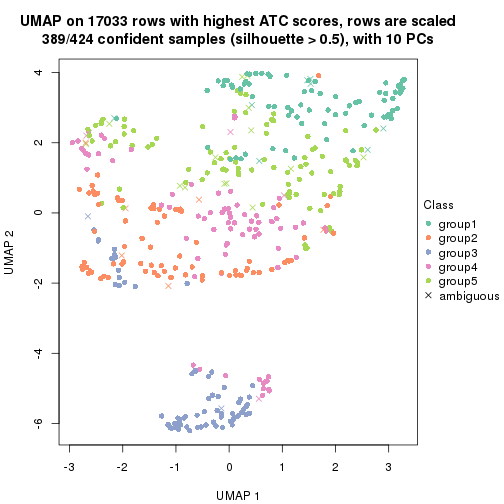 UMAP on 17033 rows with highest ATC scores, rows are scaled
389/424 confident samples (silhouette > 0.5), with 10 PCs
4
2
0
-2
-4
-6
UMAP 2
-3
-2
-1
0
1
2
3
UMAP 1
Class
group1
group2
group3
group4
group5
ambiguous